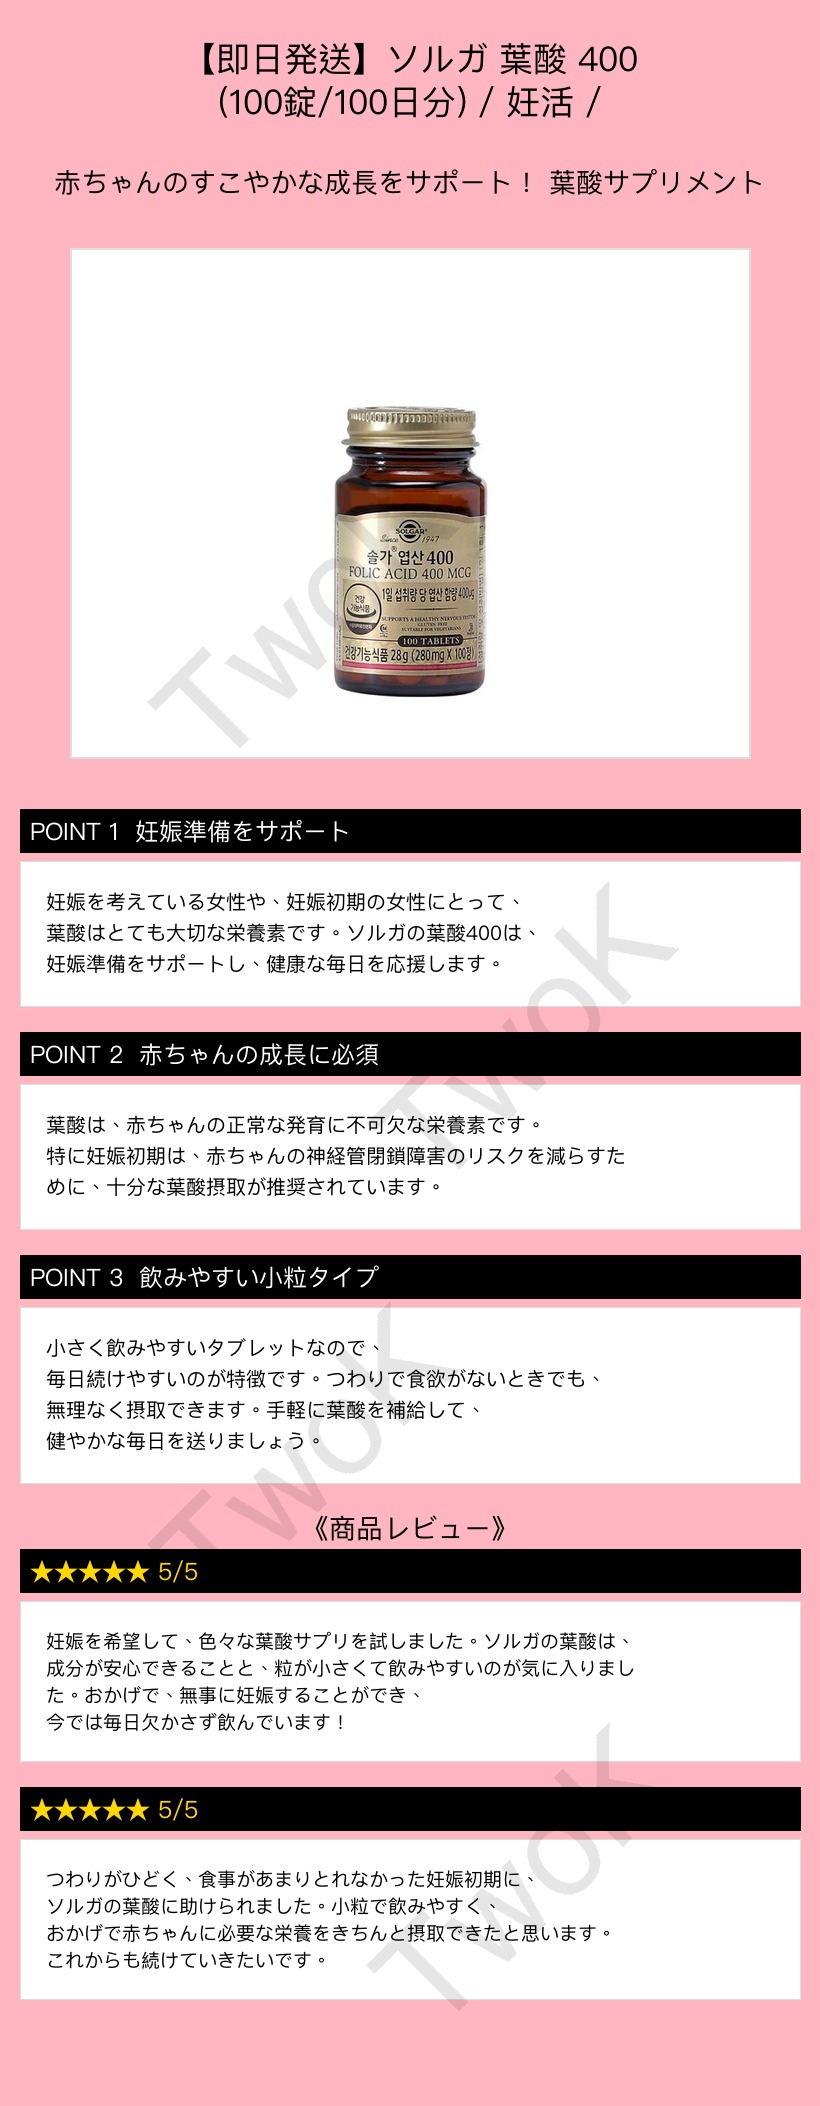 【即日発送】ソルガ 葉酸 400
(100錠/100日分) / 妊活 /
赤ちゃんのすこやかな成長をサポート！ 葉酸サプリメント
SOLGAR
Since 1947
솔가® 엽산 400
FOLIC ACID 400 MCG
건강
기능식품
1일 섭취량 당 엽산 함량 400㎍
SUPPORTS A HEALTHY NERVOUS SYSTEM
GLUTEN FREE
SUITABLE FOR VEGETARIANS
100 TABLETS
건강기능식품 28g (280mg X 100정)
TwoK
POINT 1 妊娠準備をサポート
妊娠を考えている女性や、妊娠初期の女性にとって、
葉酸はとても大切な栄養素です。ソルガの葉酸400は、
妊娠準備をサポートし、健康な毎日を応援します。
TwoK
POINT 2 赤ちゃんの成長に必須
葉酸は、赤ちゃんの正常な発育に不可欠な栄養素です。
特に妊娠初期は、赤ちゃんの神経管閉鎖障害のリスクを減らすた
めに、十分な葉酸摂取が推奨されています。
POINT 3 飲みやすい小粒タイプ
小さく飲みやすいタブレットなので、
毎日続けやすいのが特徴です。つわりで食欲がないときでも、
無理なく摂取できます。手軽に葉酸を補給して、
健やかな毎日を送りましょう。
TwoK
《商品レビュー》
★★★★★ 5/5
妊娠を希望して、色々な葉酸サプリを試しました。ソルガの葉酸は、
成分が安心できることと、粒が小さくて飲みやすいのが気に入りまし
た。おかげで、無事に妊娠することができ、
今では毎日欠かさず飲んでいます！
★★★★★ 5/5
つわりがひどく、食事があまりとれなかった妊娠初期に、
ソルガの葉酸に助けられました。小粒で飲みやすく、
おかげで赤ちゃんに必要な栄養をきちんと摂取できたと思います。
これからも続けていきたいです。
TwoK